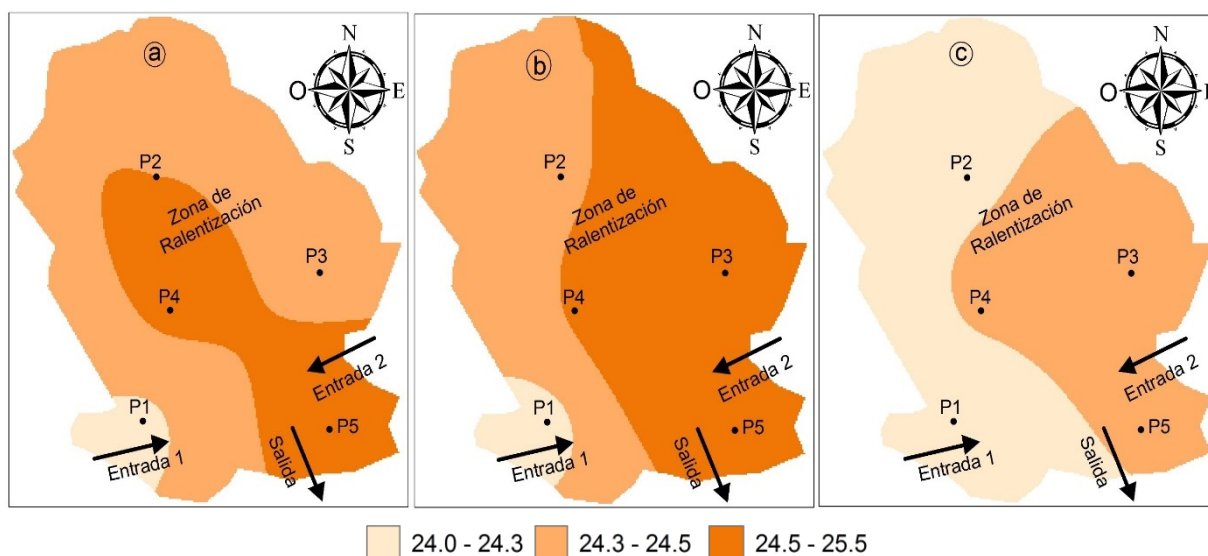 a
N
O
E
S
P2
Zona de
Ralentización
P3
P4
Entrada 2
P1
Entrada 1
Salida
P5
b
N
O
E
S
P2
Zona de
Ralentización
P3
P4
Entrada 2
P1
Entrada 1
Salida
P5
c
N
O
E
S
P2
Zona de
Ralentización
P3
P4
Entrada 2
P1
Entrada 1
Salida
P5
24.0 - 24.3
24.3 - 24.5
24.5 - 25.5